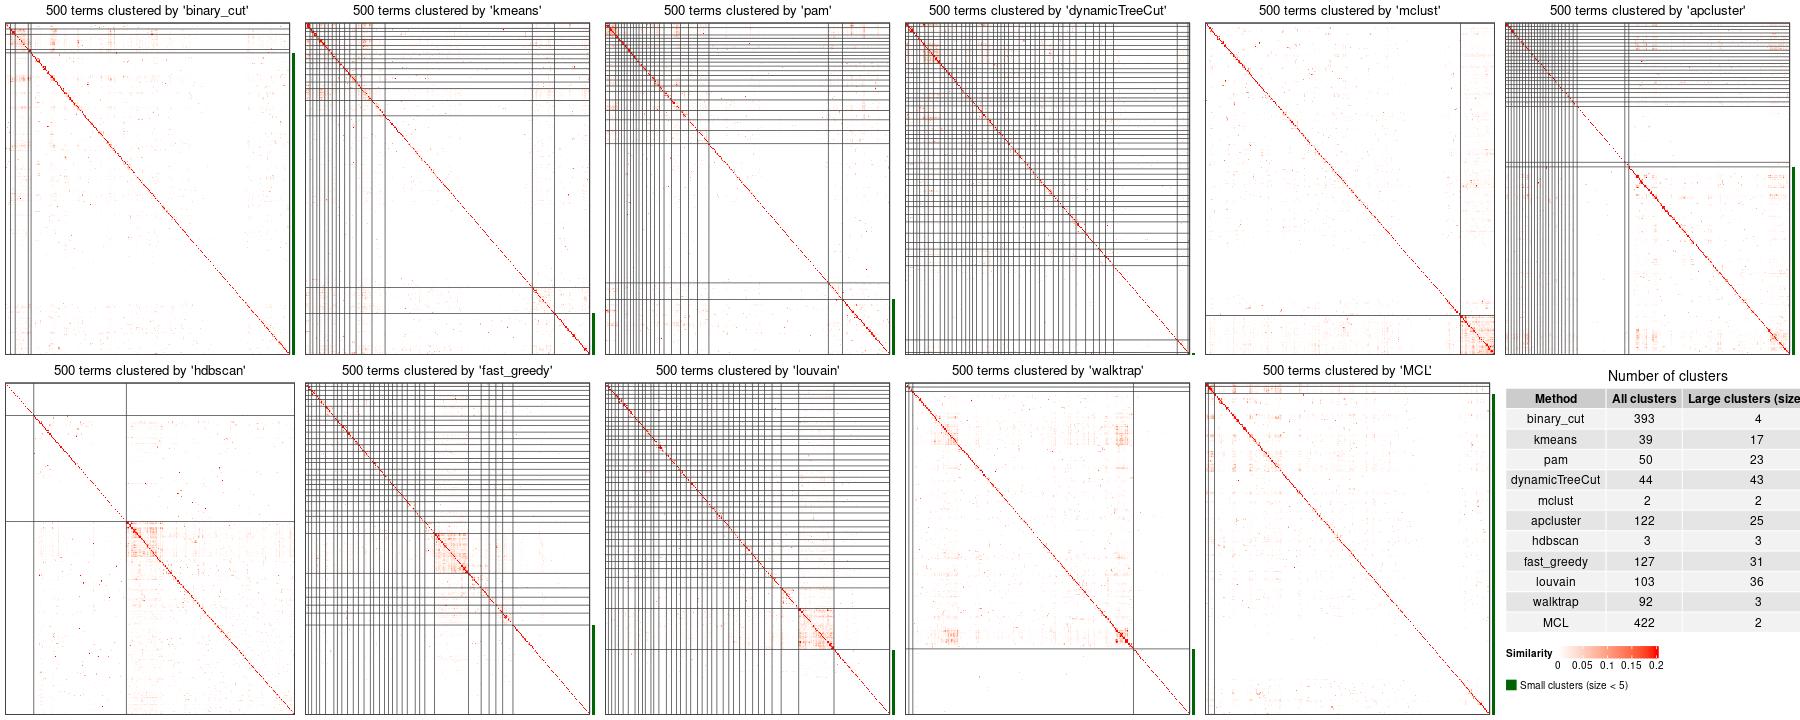 500 terms clustered by 'binary_cut'
500 terms clustered by 'kmeans'
500 terms clustered by 'pam'
500 terms clustered by 'dynamicTreeCut'
500 terms clustered by 'mclust'
500 terms clustered by 'apcluster'
500 terms clustered by 'hdbscan'
500 terms clustered by 'fast_greedy'
500 terms clustered by 'louvain'
500 terms clustered by 'walktrap'
500 terms clustered by 'MCL'
Number of clusters
Method All clusters Large clusters (size
binary_cut 393 4
kmeans 39 17
pam 50 23
dynamicTreeCut 44 43
mclust 2 2
apcluster 122 25
hdbscan 3 3
fast_greedy 127 31
louvain 103 36
walktrap 92 3
MCL 422 2
Similarity
0 0.05 0.1 0.15 0.2
Small clusters (size < 5)